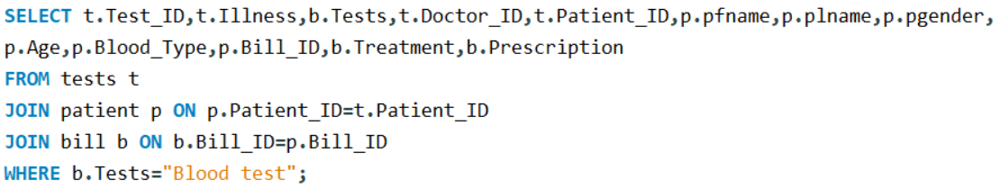 SELECT t.Test_ID,t.Illness,b.Tests,t.Doctor_ID,t.Patient_ID,p.pfname,p.plname,p.pgender,
p.Age,p.Blood_Type,p.Bill_ID,b.Treatment,b.Prescription
FROM tests t
JOIN patient p ON p.Patient_ID=t.Patient_ID
JOIN bill b ON b.Bill_ID=p.Bill_ID
WHERE b.Tests="Blood test";